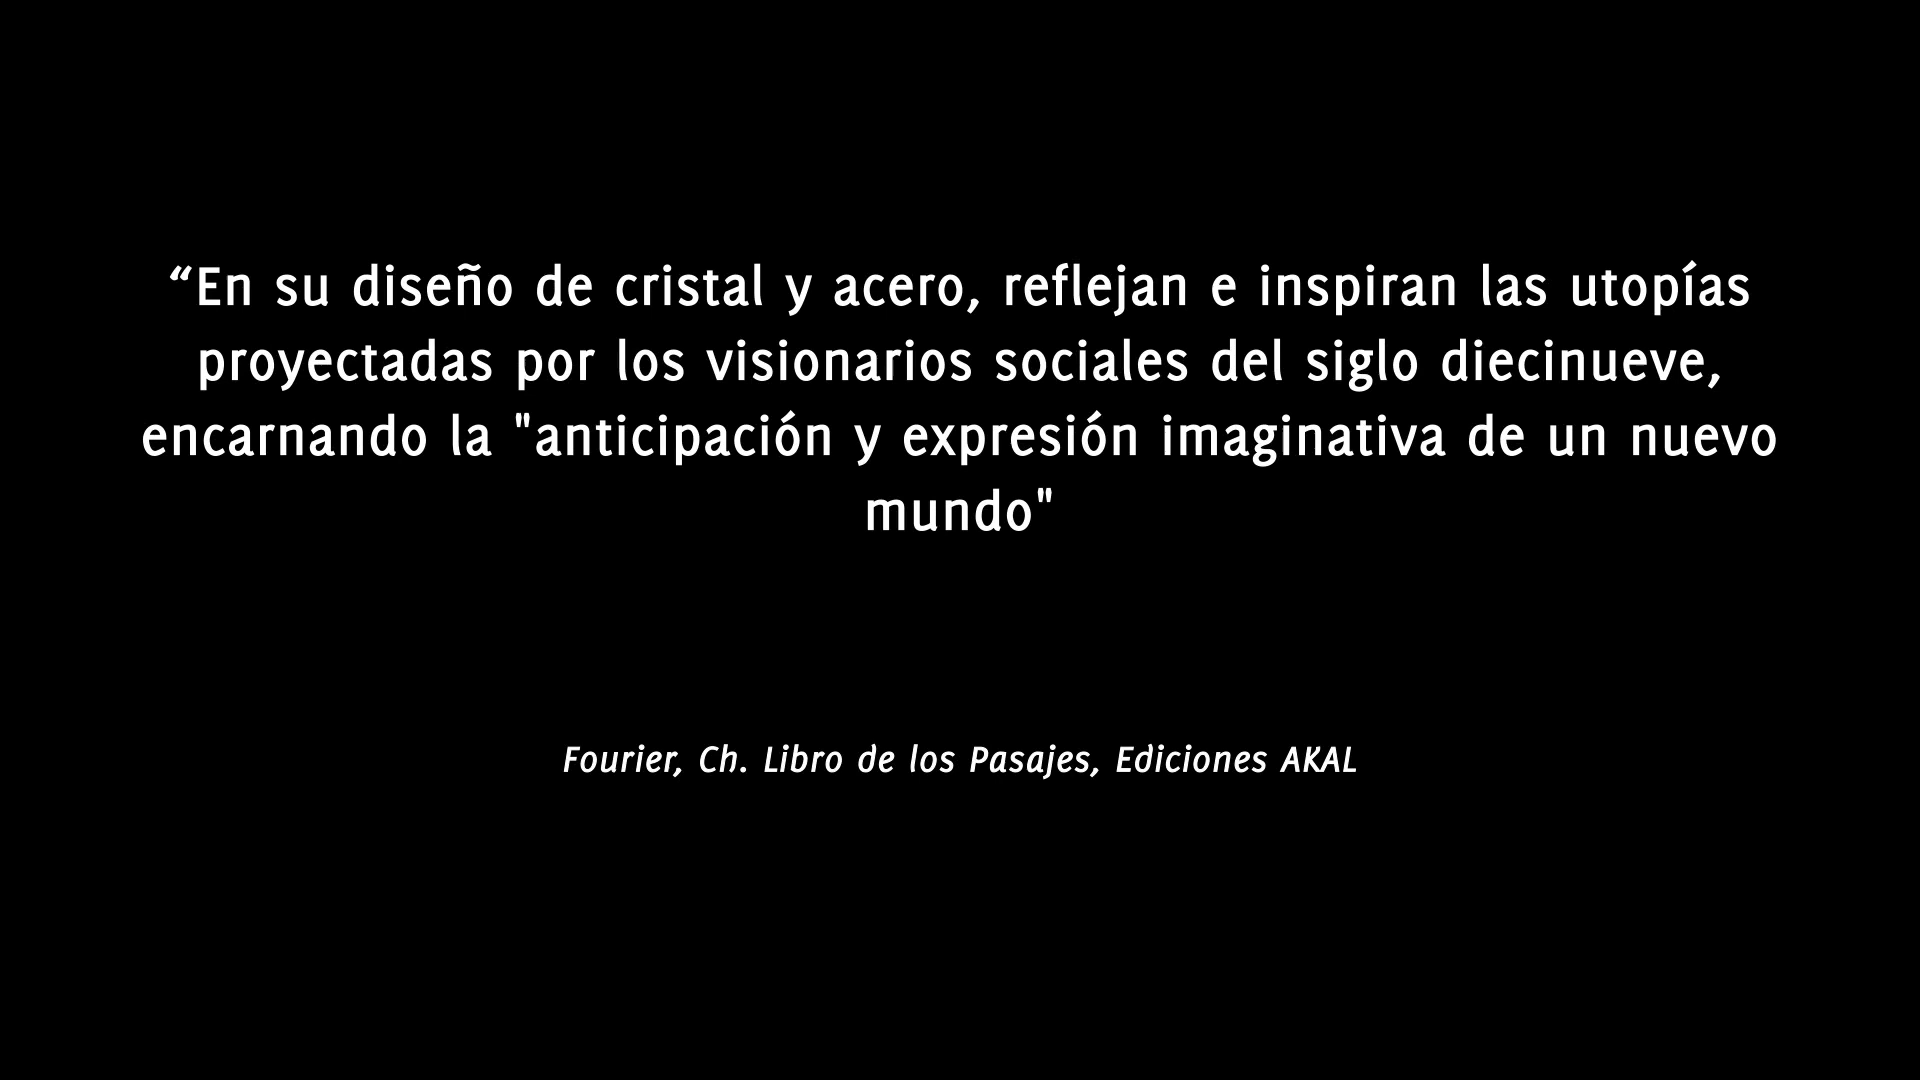 “En su diseño de cristal y acero, reflejan e inspiran las utopías
proyectadas por los visionarios sociales del siglo diecinueve,
encarnando la "anticipación y expresión imaginativa de un nuevo
mundo"
Fourier, Ch. Libro de los Pasajes, Ediciones AKAL